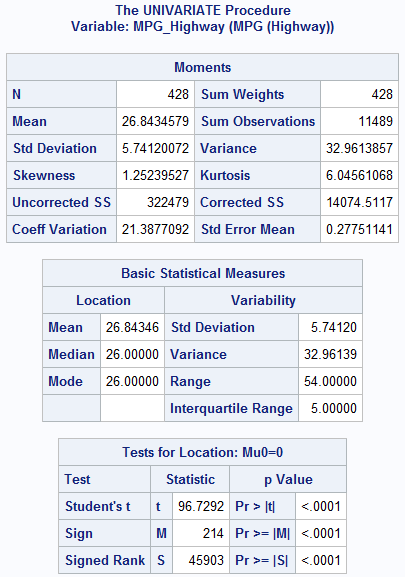 The UNIVARIATE Procedure
Variable: MPG_Highway (MPG (Highway))
Moments
N 428 Sum Weights 428
Mean 26.8434579 Sum Observations 11489
Std Deviation 5.74120072 Variance 32.9613857
Skewness 1.25239527 Kurtosis 6.04561068
Uncorrected SS 322479 Corrected SS 14074.5117
Coeff Variation 21.3877092 Std Error Mean 0.27751141
Basic Statistical Measures
Location Variability
Mean 26.84346 Std Deviation 5.74120
Median 26.00000 Variance 32.96139
Mode 26.00000 Range 54.00000
Interquartile Range 5.00000
Tests for Location: Mu0=0
Test Statistic p Value
Student's t t 96.7292 Pr > |t| <.0001
Sign M 214 Pr >= |M| <.0001
Signed Rank S 45903 Pr >= |S| <.0001